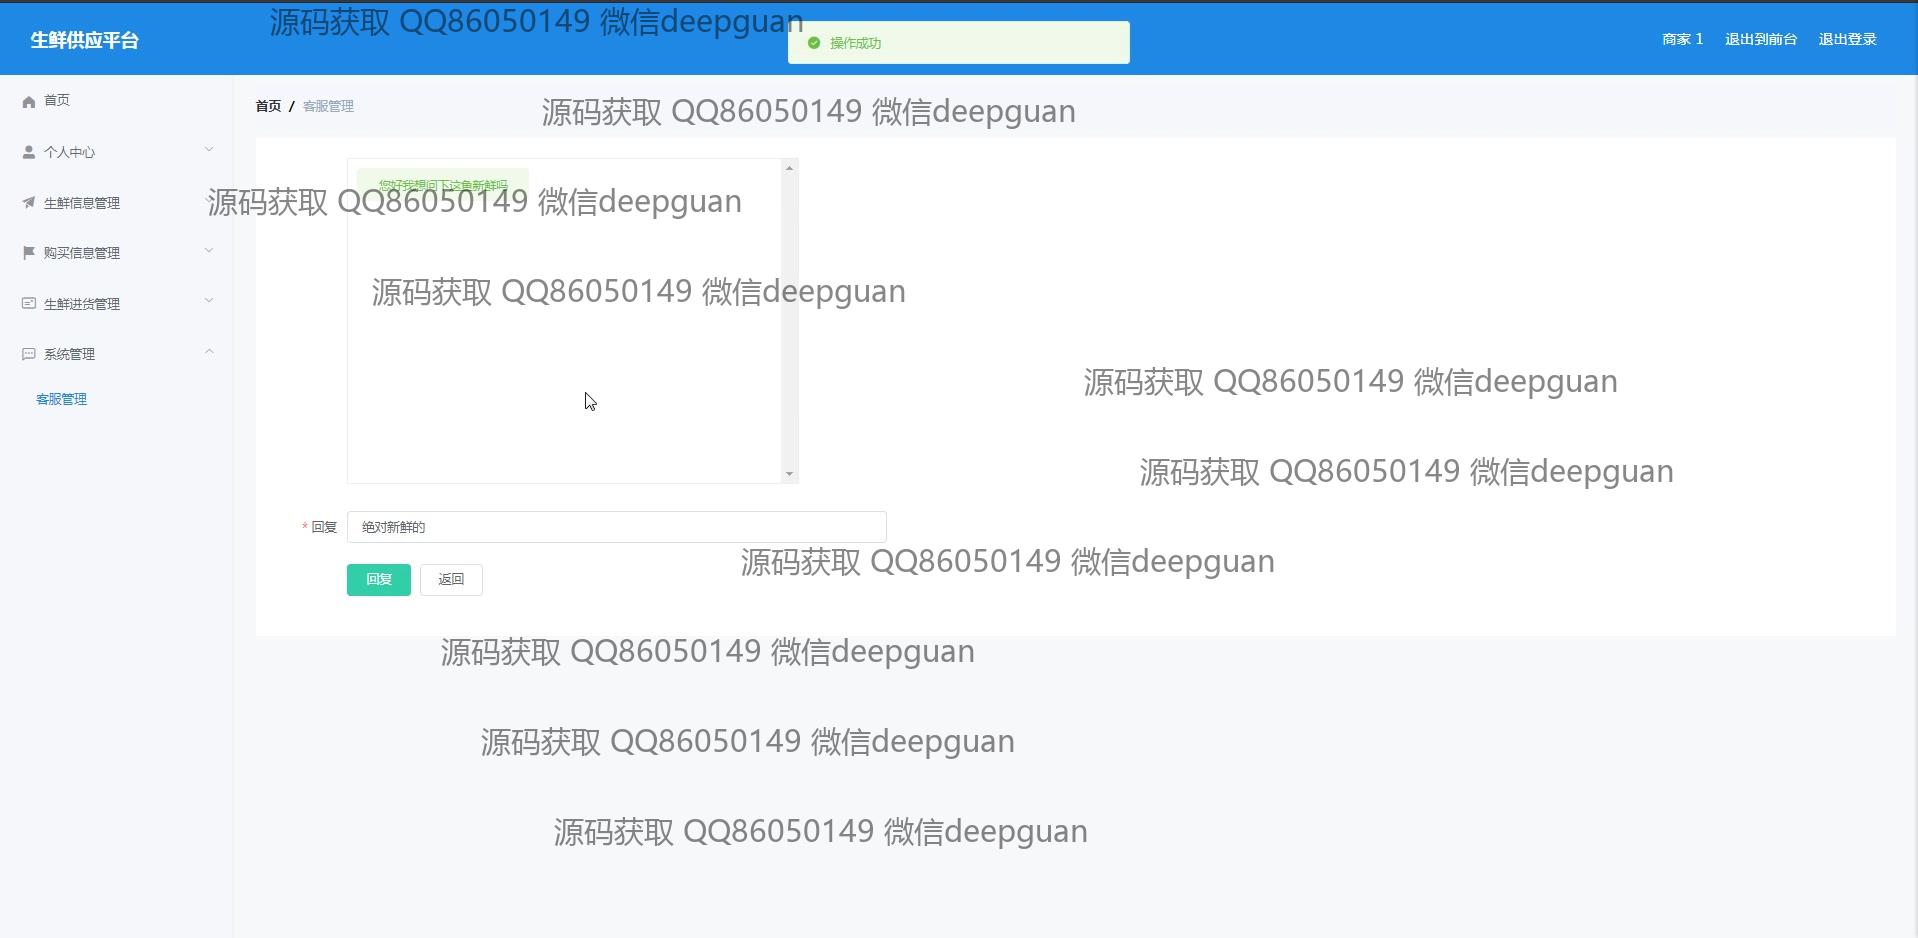 源码获取 QQ86050149 微信deepguan
生鲜供应平台
操作成功
商家 1 退出到前台 退出登录
首页
首页 / 客服管理
源码获取 QQ86050149 微信deepguan
个人中心
您好我想问下这鱼新鲜吗
生鲜信息管理
源码获取 QQ86050149 微信deepguan
购买信息管理
源码获取 QQ86050149 微信deepguan
生鲜进货管理
系统管理
源码获取 QQ86050149 微信deepguan
客服管理
源码获取 QQ86050149 微信deepguan
* 回复 绝对新鲜的
源码获取 QQ86050149 微信deepguan
回复 返回
源码获取 QQ86050149 微信deepguan
源码获取 QQ86050149 微信deepguan
源码获取 QQ86050149 微信deepguan